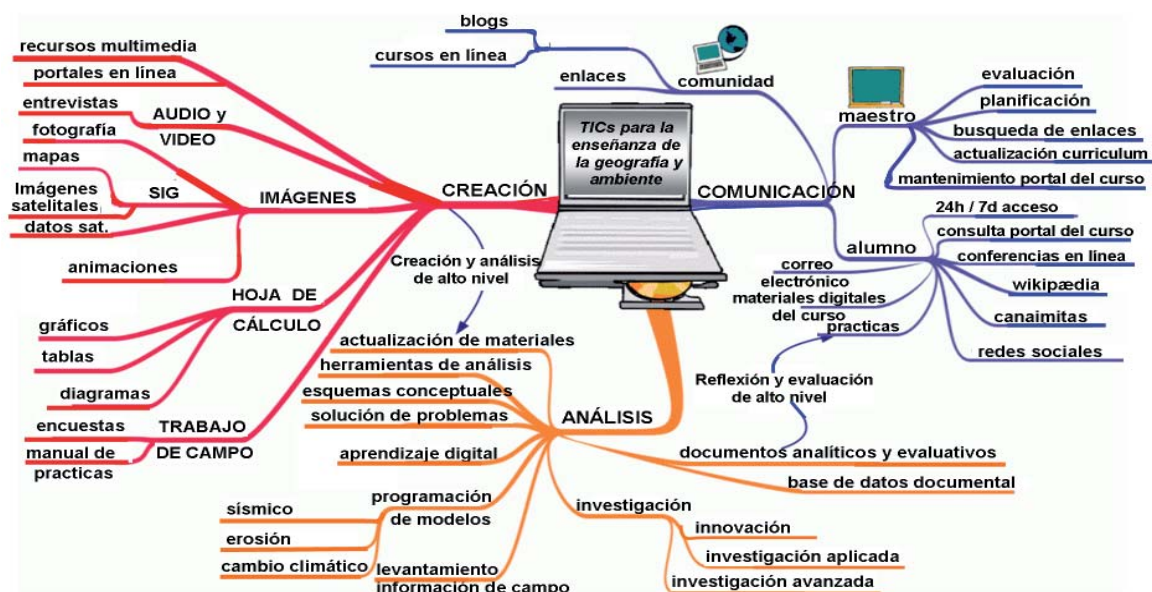 TICs para la
enseñanza de
la geografía y
ambiente
CREACIÓN
recursos multimedia
portales en línea
AUDIO y
VIDEO
entrevistas
IMÁGENES
fotografía
SIG
mapas
Imágenes
satelitales
datos sat.
animaciones
HOJA DE
CÁLCULO
gráficos
tablas
diagramas
TRABAJO
DE CAMPO
encuestas
manual de
practicas
Creación y análisis
de alto nivel
COMUNICACIÓN
comunidad
blogs
cursos en línea
enlaces
maestro
evaluación
planificación
busqueda de enlaces
actualización curriculum
mantenimiento portal del curso
alumno
24h / 7d acceso
consulta portal del curso
conferencias en línea
wikipædia
canaimitas
redes sociales
correo
electrónico
materiales digitales
del curso
practicas
Reflexión y evaluación
de alto nivel
ANÁLISIS
actualización de materiales
herramientas de análisis
esquemas conceptuales
solución de problemas
aprendizaje digital
programación
de modelos
sísmico
erosión
cambio climático
levantamiento
información de campo
investigación
innovación
investigación aplicada
investigación avanzada
documentos analíticos y evaluativos
base de datos documental